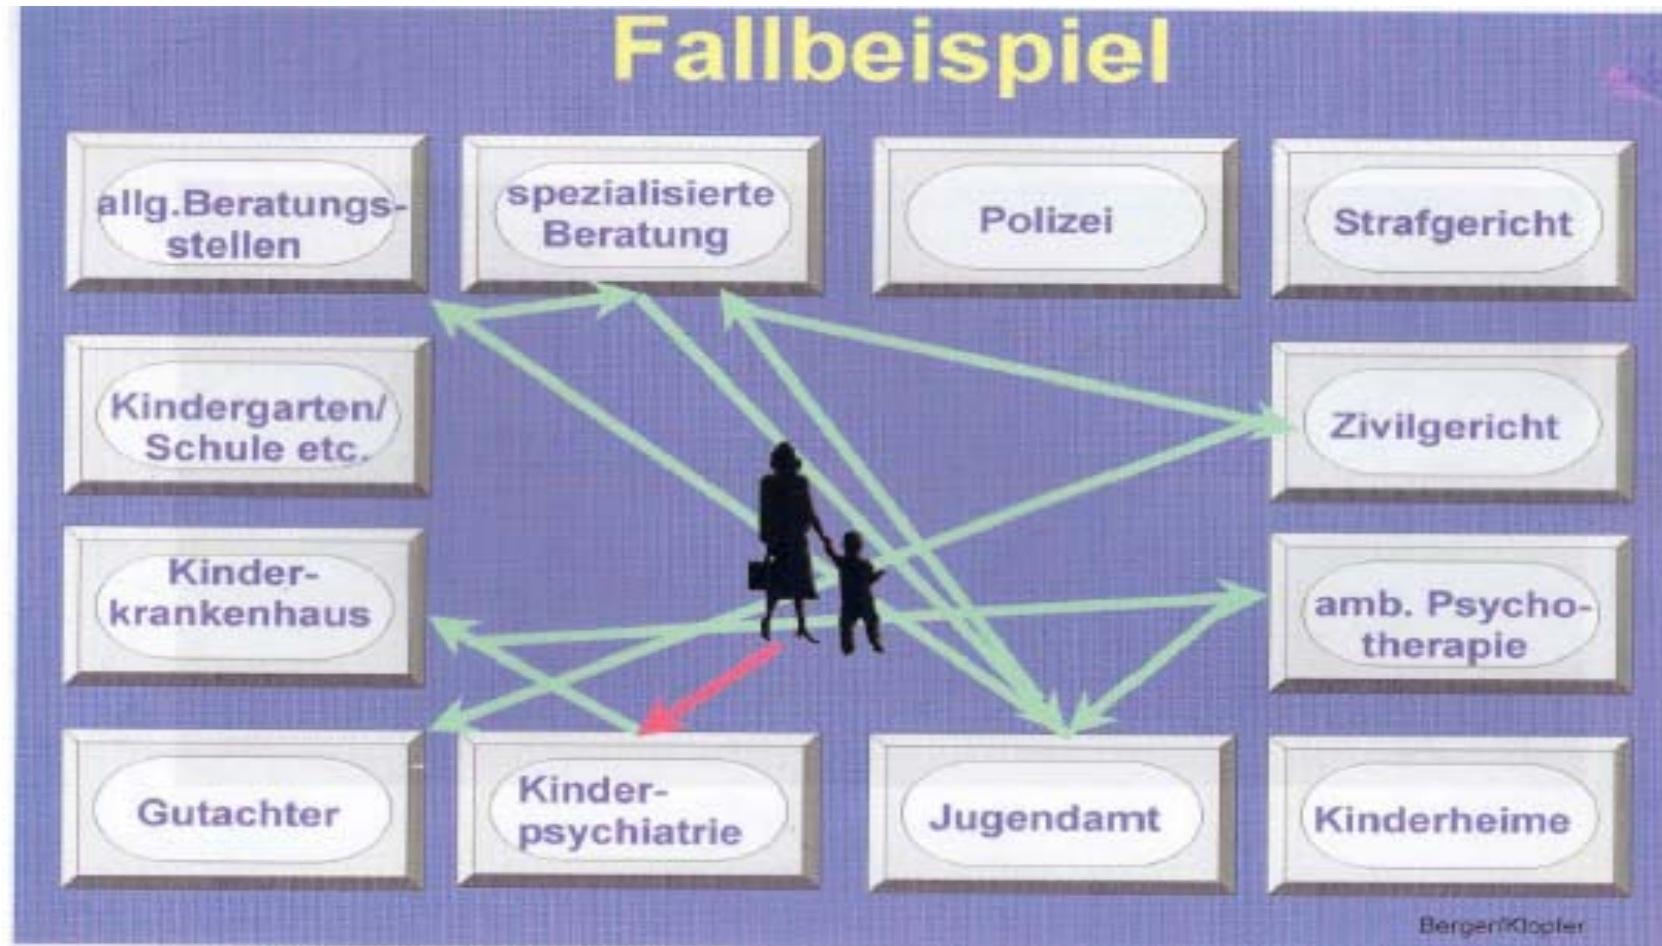 Fallbeispiel
allg.Beratungs-
stellen
spezialisierte
Beratung
Polizei
Strafgericht
Kindergarten/
Schule etc.
Zivilgericht
Kinder-
krankenhaus
amb. Psycho-
therapie
Gutachter
Kinder-
psychiatrie
Jugendamt
Kinderheime
Berger/Klopfer